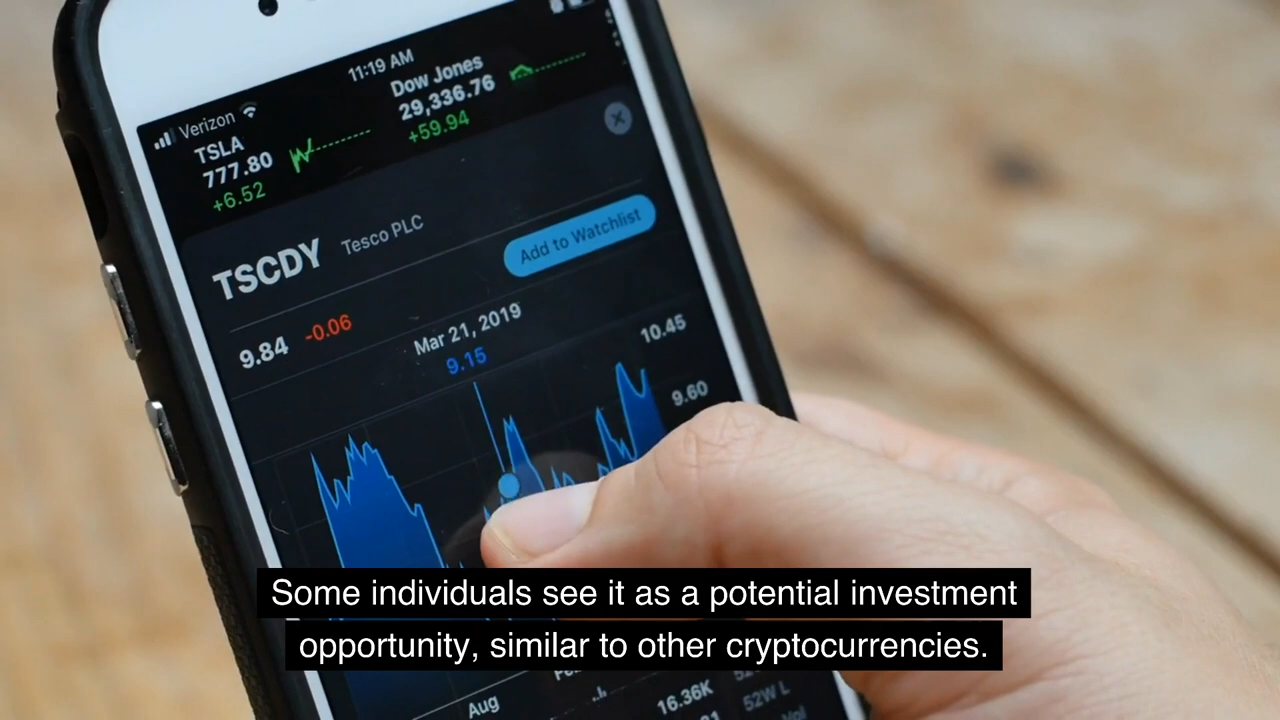 11:19 AM
Verizon
TSLA
777.80
+6.52
Dow Jones
29,336.76
+59.94
TSCDY Tesco PLC
Add to Watchlist
9.84 -0.06
Mar 21, 2019
9.15
10.45
9.60
Some individuals see it as a potential investment
opportunity, similar to other cryptocurrencies.
Aug
16.36K
52W L